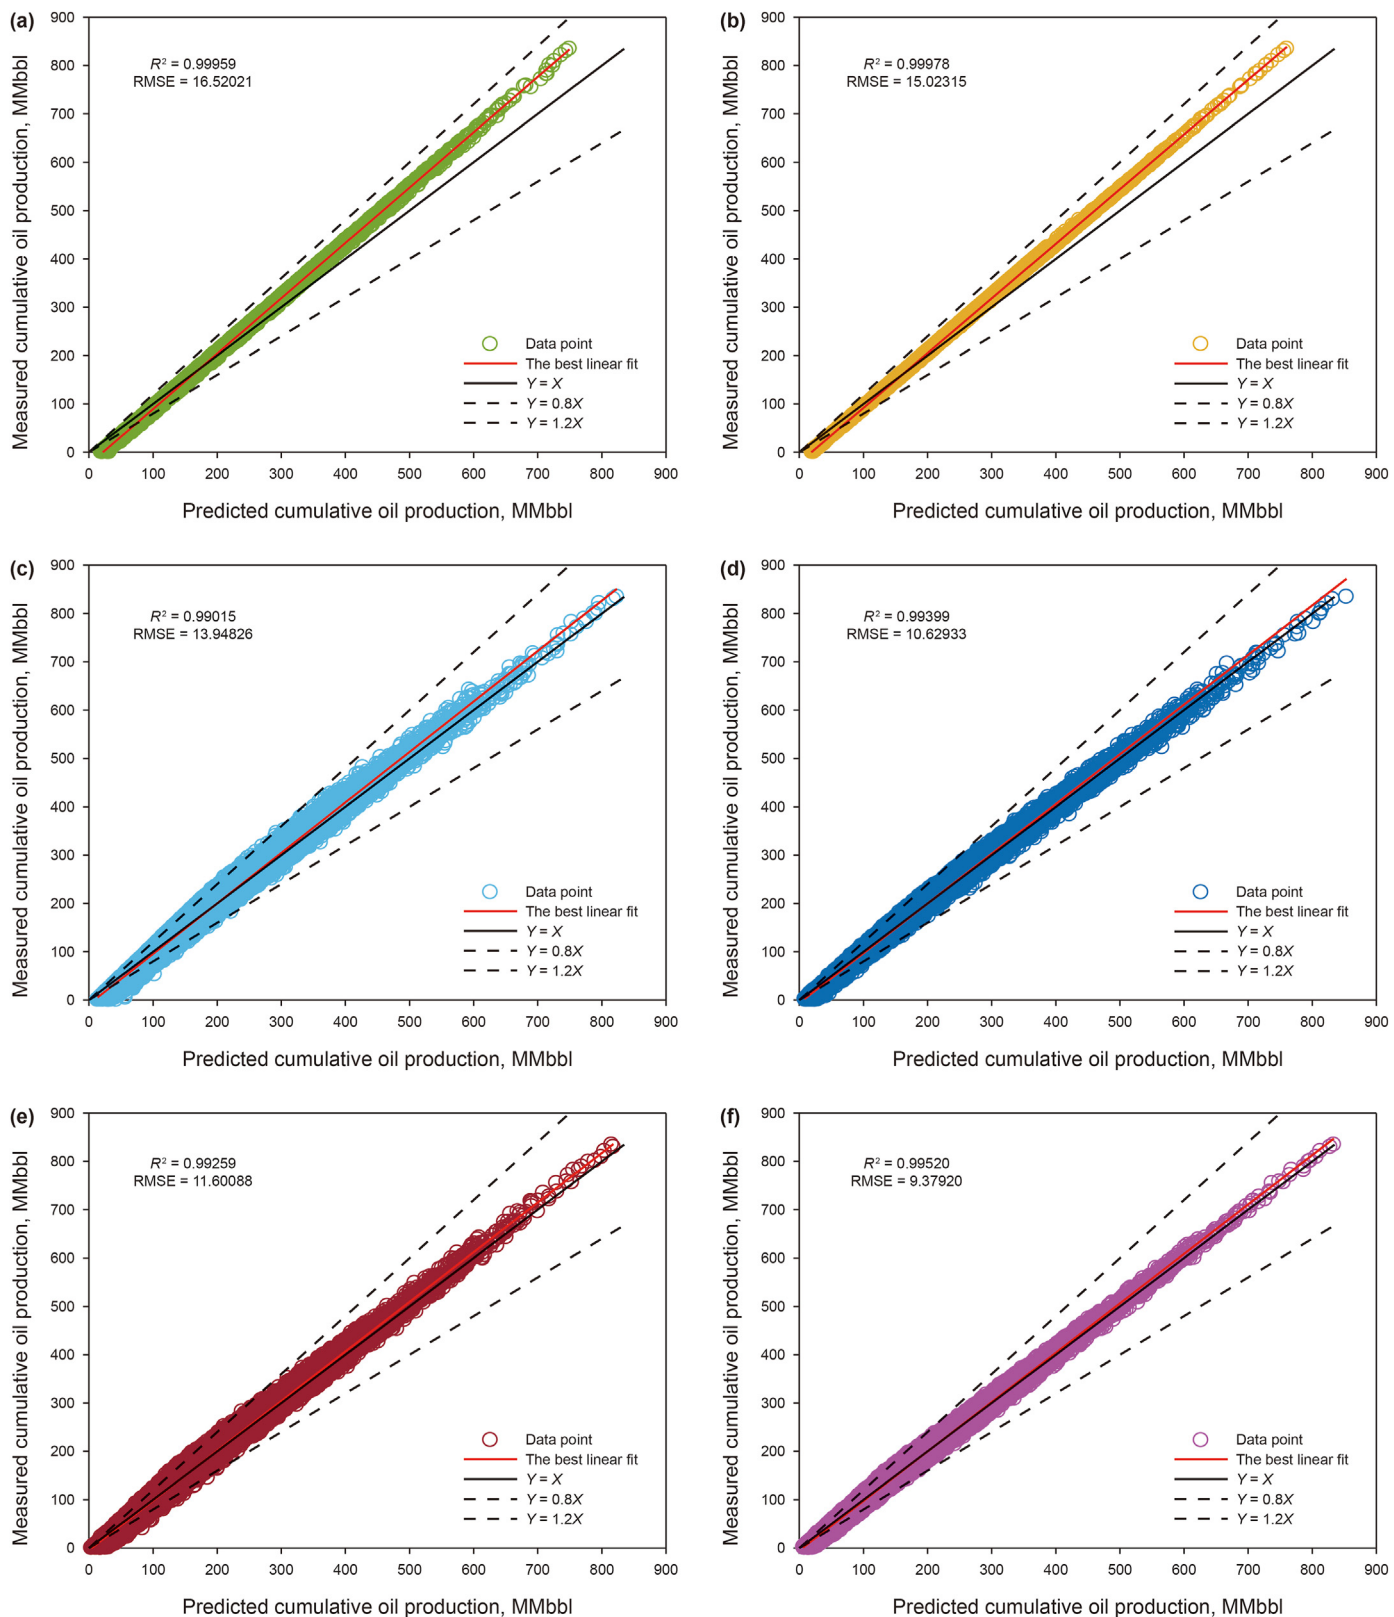 (a)
Measured cumulative oil production, MMbbl
900
800
700
600
500
400
300
200
100
0
R² = 0.99959
RMSE = 16.52021
Data point
The best linear fit
Y = X
Y = 0.8X
Y = 1.2X
0 100 200 300 400 500 600 700 800 900
Predicted cumulative oil production, MMbbl
(b)
Measured cumulative oil production, MMbbl
900
800
700
600
500
400
300
200
100
0
R² = 0.99978
RMSE = 15.02315
Data point
The best linear fit
Y = X
Y = 0.8X
Y = 1.2X
0 100 200 300 400 500 600 700 800 900
Predicted cumulative oil production, MMbbl
(c)
Measured cumulative oil production, MMbbl
900
800
700
600
500
400
300
200
100
0
R² = 0.99015
RMSE = 13.94826
Data point
The best linear fit
Y = X
Y = 0.8X
Y = 1.2X
0 100 200 300 400 500 600 700 800 900
Predicted cumulative oil production, MMbbl
(d)
Measured cumulative oil production, MMbbl
900
800
700
600
500
400
300
200
100
0
R² = 0.99399
RMSE = 10.62933
Data point
The best linear fit
Y = X
Y = 0.8X
Y = 1.2X
0 100 200 300 400 500 600 700 800 900
Predicted cumulative oil production, MMbbl
(e)
Measured cumulative oil production, MMbbl
900
800
700
600
500
400
300
200
100
0
R² = 0.99259
RMSE = 11.60088
Data point
The best linear fit
Y = X
Y = 0.8X
Y = 1.2X
0 100 200 300 400 500 600 700 800 900
Predicted cumulative oil production, MMbbl
(f)
Measured cumulative oil production, MMbbl
900
800
700
600
500
400
300
200
100
0
R² = 0.99520
RMSE = 9.37920
Data point
The best linear fit
Y = X
Y = 0.8X
Y = 1.2X
0 100 200 300 400 500 600 700 800 900
Predicted cumulative oil production, MMbbl